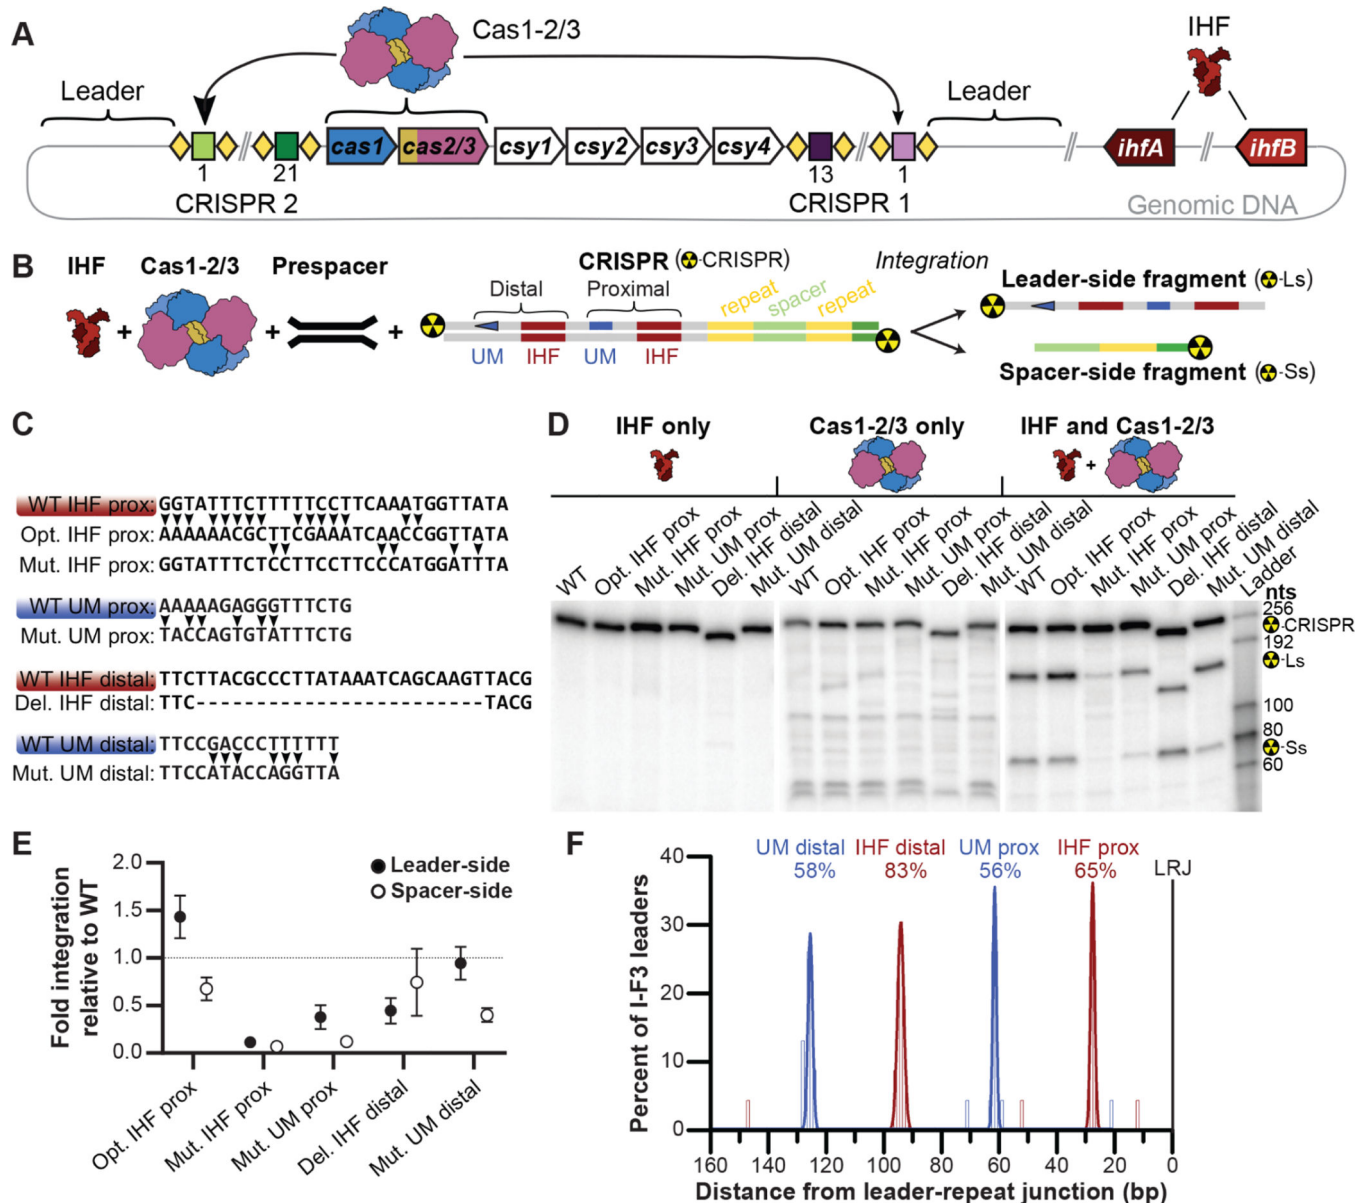 A
Cas1-2/3
IHF
Leader
Leader
cas1
cas2/3
csy1
csy2
csy3
csy4
ihfA
ihfB
1
21
13
1
CRISPR 2
CRISPR 1
Genomic DNA
B
IHF
Cas1-2/3
Prespacer
CRISPR (-CRISPR)
Integration
Leader-side fragment (-Ls)
Distal
Proximal
repeat
spacer
repeat
+
+
+
UM
IHF
UM
IHF
Spacer-side fragment (-Ss)
C
WT IHF prox: GGTATTTCTTTTTCCTTCAAATGGTTATA
Opt. IHF prox: AAAAAACGCTTCGAAATCAACCGGTTATA
Mut. IHF prox: GGTATTTCTCCTTCCTTCCCATGGATTTA
WT UM prox: AAAAAGAGGGTTTCTG
Mut. UM prox: TACCAGTGTATTTCTG
WT IHF distal: TTCTTACGCCCTTATAAATCAGCAAGTTACG
Del. IHF distal: TTC------------------------TACG
WT UM distal: TTCCGACCCTTTTTT
Mut. UM distal: TTCCATACCAGGTTA
D
IHF only
Cas1-2/3 only
IHF and Cas1-2/3
+
WT
Opt. IHF prox
Mut. IHF prox
Mut. UM prox
Del. IHF distal
Mut. UM distal
WT
Opt. IHF prox
Mut. IHF prox
Mut. UM prox
Del. IHF distal
Mut. UM distal
WT
Opt. IHF prox
Mut. IHF prox
Mut. UM prox
Del. IHF distal
Mut. UM distal
Ladder
nts
256
-CRISPR
192
-Ls
100
80
-Ss
60
E
Fold integration
relative to WT
2.0
1.5
1.0
0.5
0.0
Leader-side
Spacer-side
Opt. IHF prox
Mut. IHF prox
Mut. UM prox
Del. IHF distal
Mut. UM distal
F
UM distal
58%
IHF distal
83%
UM prox
56%
IHF prox
65%
LRJ
Percent of I-F3 leaders
40
30
20
10
0
160
140
120
100
80
60
40
20
0
Distance from leader-repeat junction (bp)